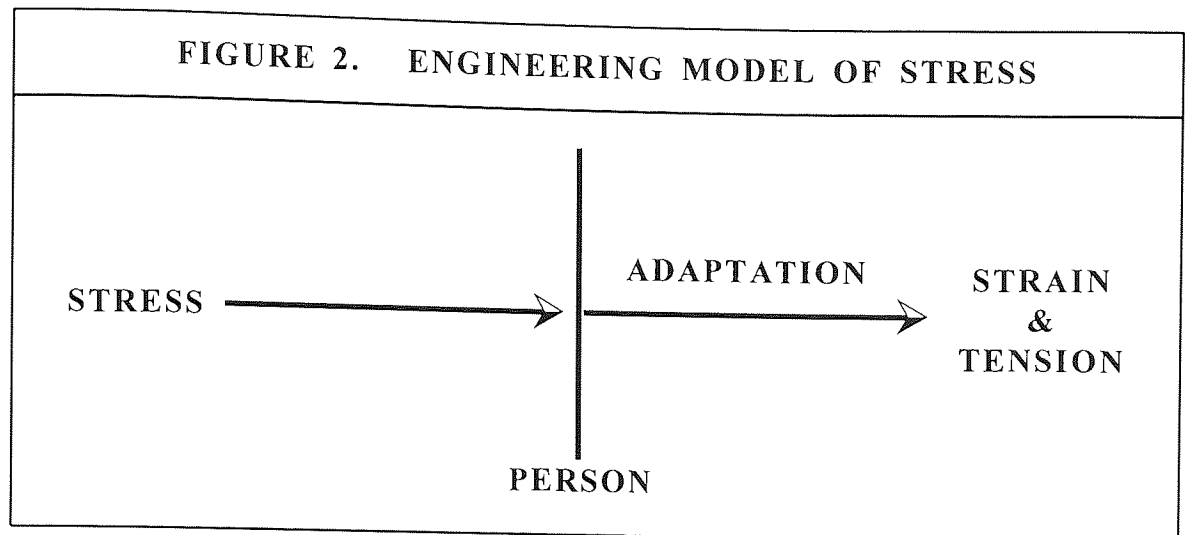 FIGURE 2. ENGINEERING MODEL OF STRESS
STRESS
ADAPTATION
STRAIN
&
TENSION
PERSON